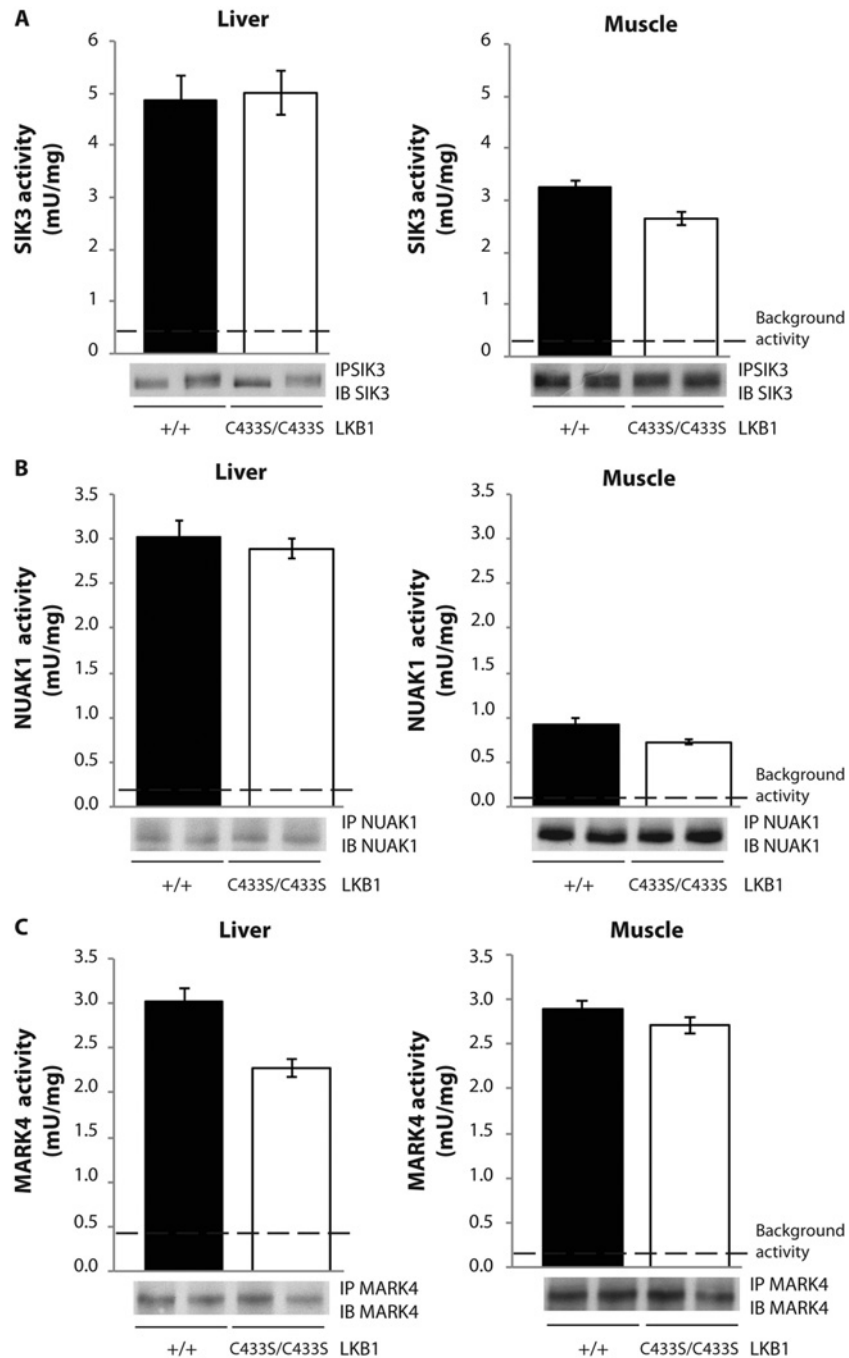 A
Liver
Muscle
SIK3 activity
(mU/mg)
6
5
4
3
2
1
0
SIK3 activity
(mU/mg)
6
5
4
3
2
1
0
Background
activity
IPSIK3
IB SIK3
IPSIK3
IB SIK3
+/+ C433S/C433S LKB1
+/+ C433S/C433S LKB1
B
Liver
Muscle
NUAK1 activity
(mU/mg)
3.5
3.0
2.5
2.0
1.5
1.0
0.5
0.0
NUAK1 activity
(mU/mg)
3.5
3.0
2.5
2.0
1.5
1.0
0.5
0.0
Background
activity
IP NUAK1
IB NUAK1
IP NUAK1
IB NUAK1
+/+ C433S/C433S LKB1
+/+ C433S/C433S LKB1
C
Liver
Muscle
MARK4 activity
(mU/mg)
3.5
3.0
2.5
2.0
1.5
1.0
0.5
0.0
MARK4 activity
(mU/mg)
3.5
3.0
2.5
2.0
1.5
1.0
0.5
0.0
Background
activity
IP MARK4
IB MARK4
IP MARK4
IB MARK4
+/+ C433S/C433S LKB1
+/+ C433S/C433S LKB1